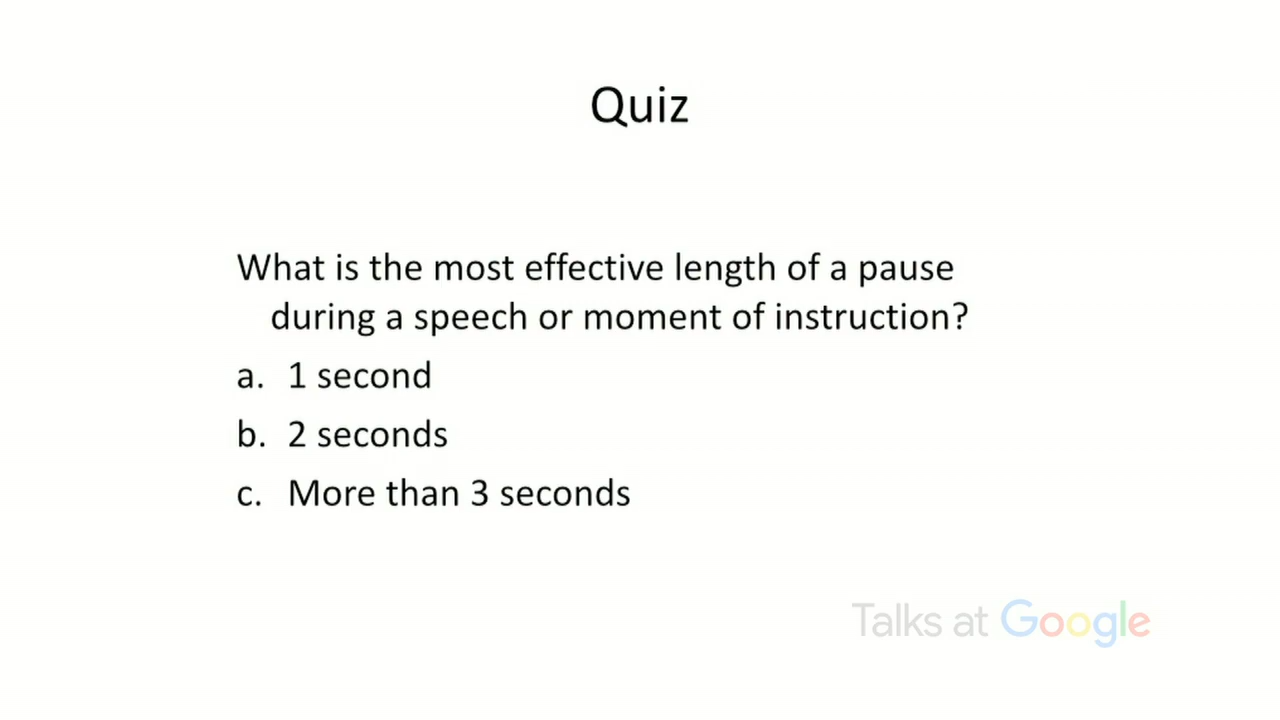 Quiz
What is the most effective length of a pause
during a speech or moment of instruction?
a. 1 second
b. 2 seconds
c. More than 3 seconds
Talks at Google